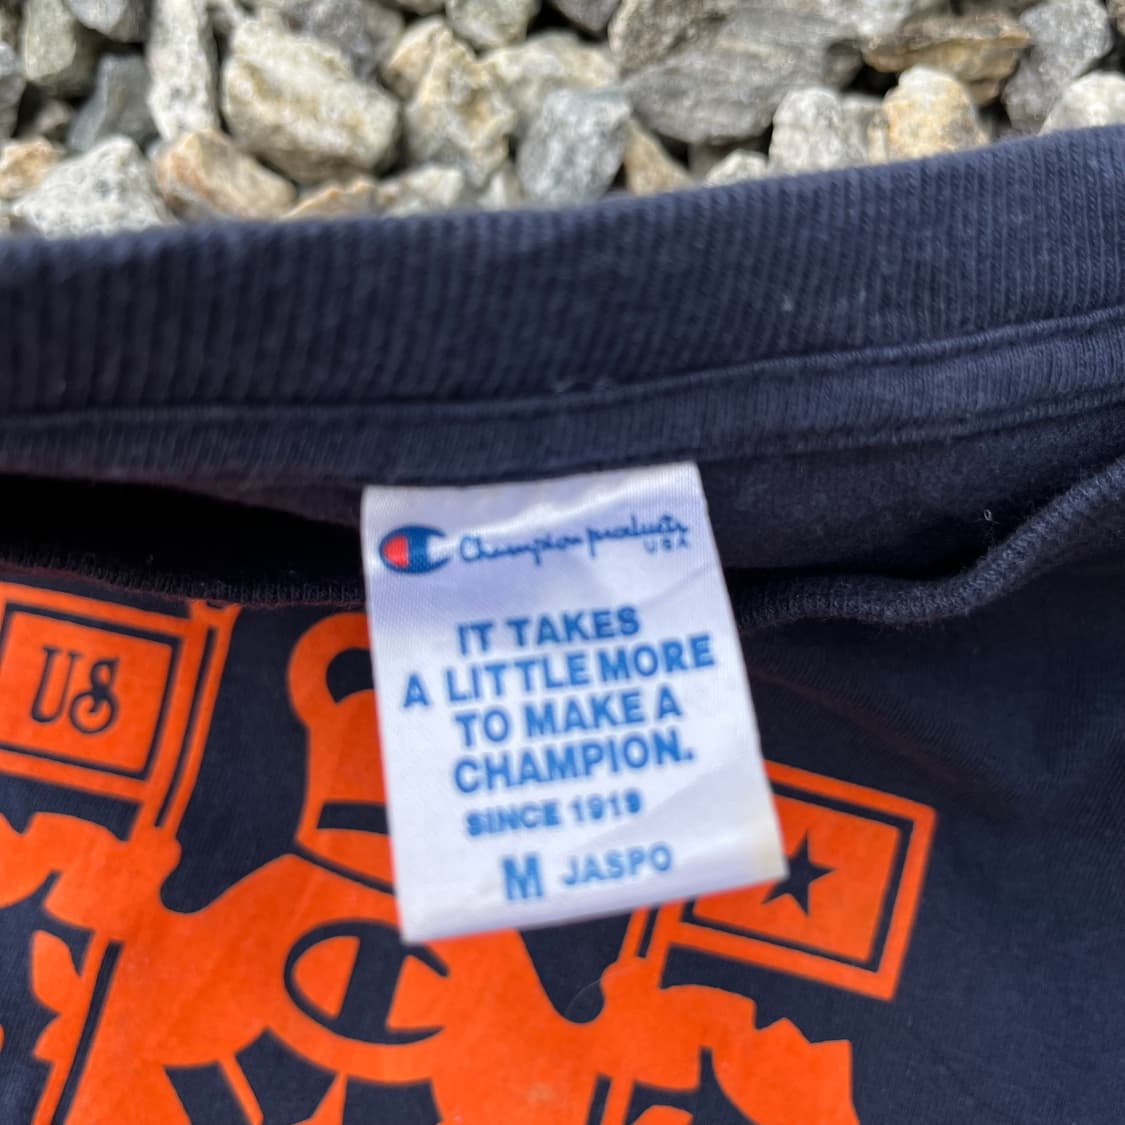 Champion products
USA
IT TAKES
A LITTLE MORE
TO MAKE A
CHAMPION.
SINCE 1919
M JASPO
US